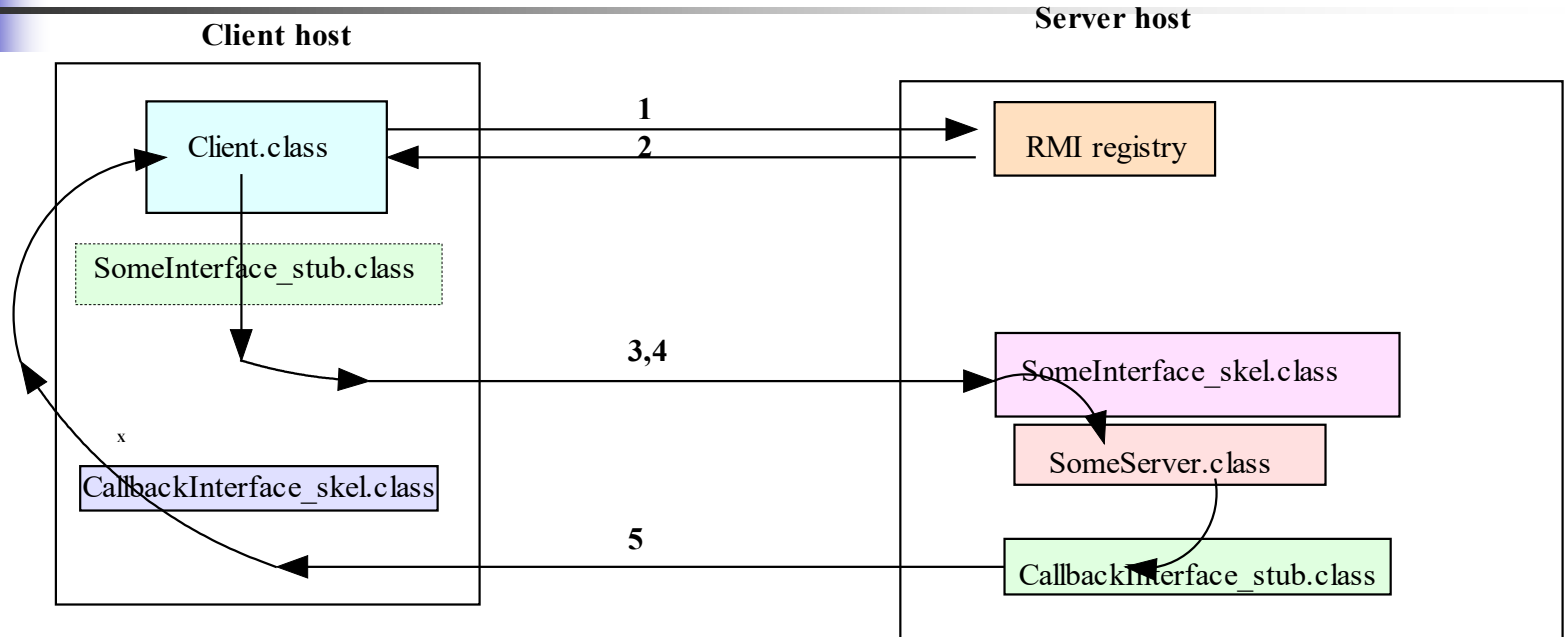 Server host
Client host
1
Client.class
2
RMI registry
SomeInterface_stub.class
3,4
SomeInterface_skel.class
x
SomeServer.class
CallbackInterface_skel.class
5
CallbackInterface_stub.class